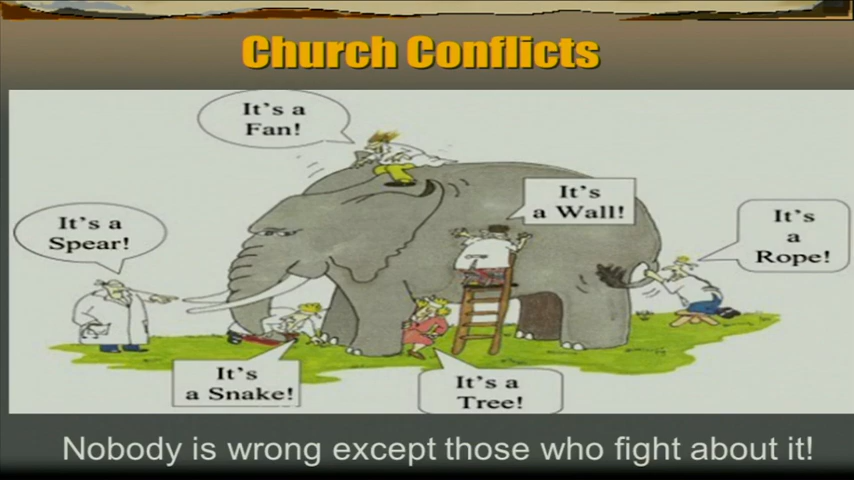 Church Conflicts
It's a
Fan!
It's
a Wall!
It's a
Spear!
It's
a
Rope!
It's
a Snake!
It's a
Tree!
Nobody is wrong except those who fight about it!